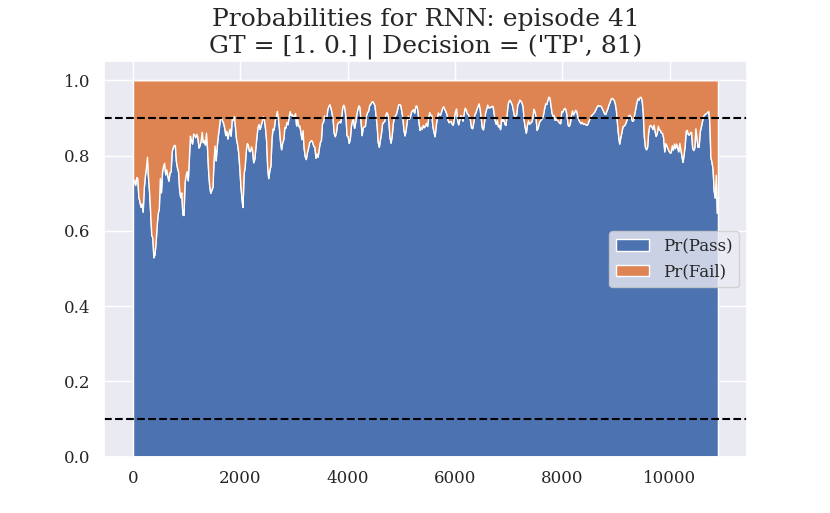 Probabilities for RNN: episode 41
GT = [1. 0.] | Decision = ('TP', 81)
1.0
0.8
0.6
0.4
0.2
0.0
Pr(Pass)
Pr(Fail)
0 2000 4000 6000 8000 10000